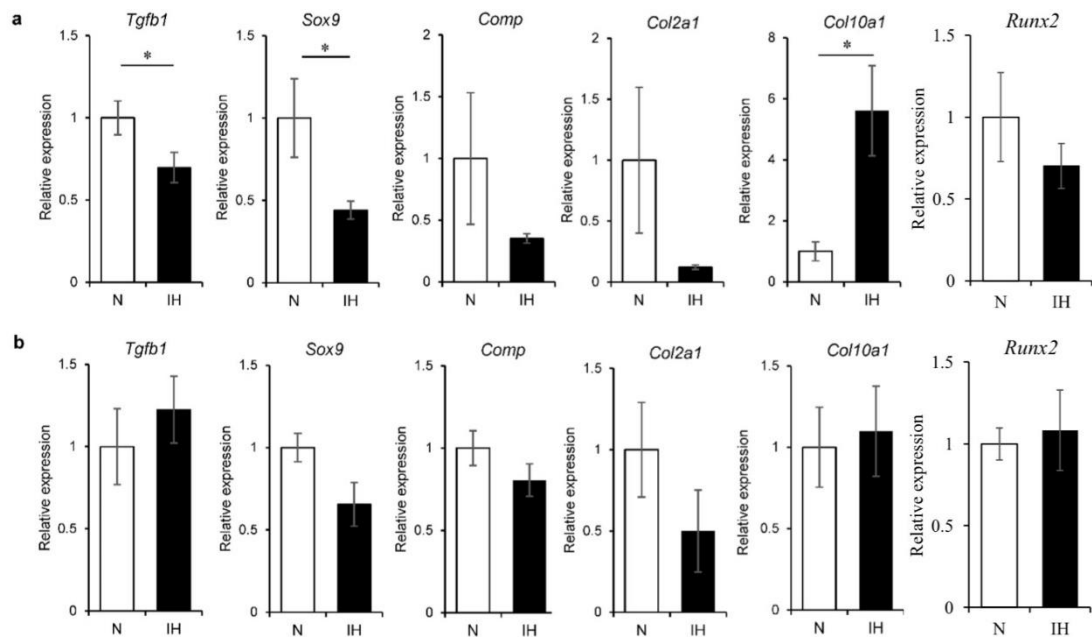 a
Tgfb1
Relative expression
1.5
1
0.5
0
*
N IH
Sox9
Relative expression
1.5
1
0.5
0
*
N IH
Comp
Relative expression
2
1.5
1
0.5
0
N IH
Col2a1
Relative expression
2
1.5
1
0.5
0
N IH
Col10a1
Relative expression
8
6
4
2
0
*
N IH
Runx2
Relative expression
1.5
1
0.5
0
N IH
b
Tgfb1
Relative expression
1.5
1
0.5
0
N IH
Sox9
Relative expression
1.5
1
0.5
0
N IH
Comp
Relative expression
1.5
1
0.5
0
N IH
Col2a1
Relative expression
1.5
1
0.5
0
N IH
Col10a1
Relative expression
1.5
1
0.5
0
N IH
Runx2
Relative expression
1.5
1
0.5
0
N IH